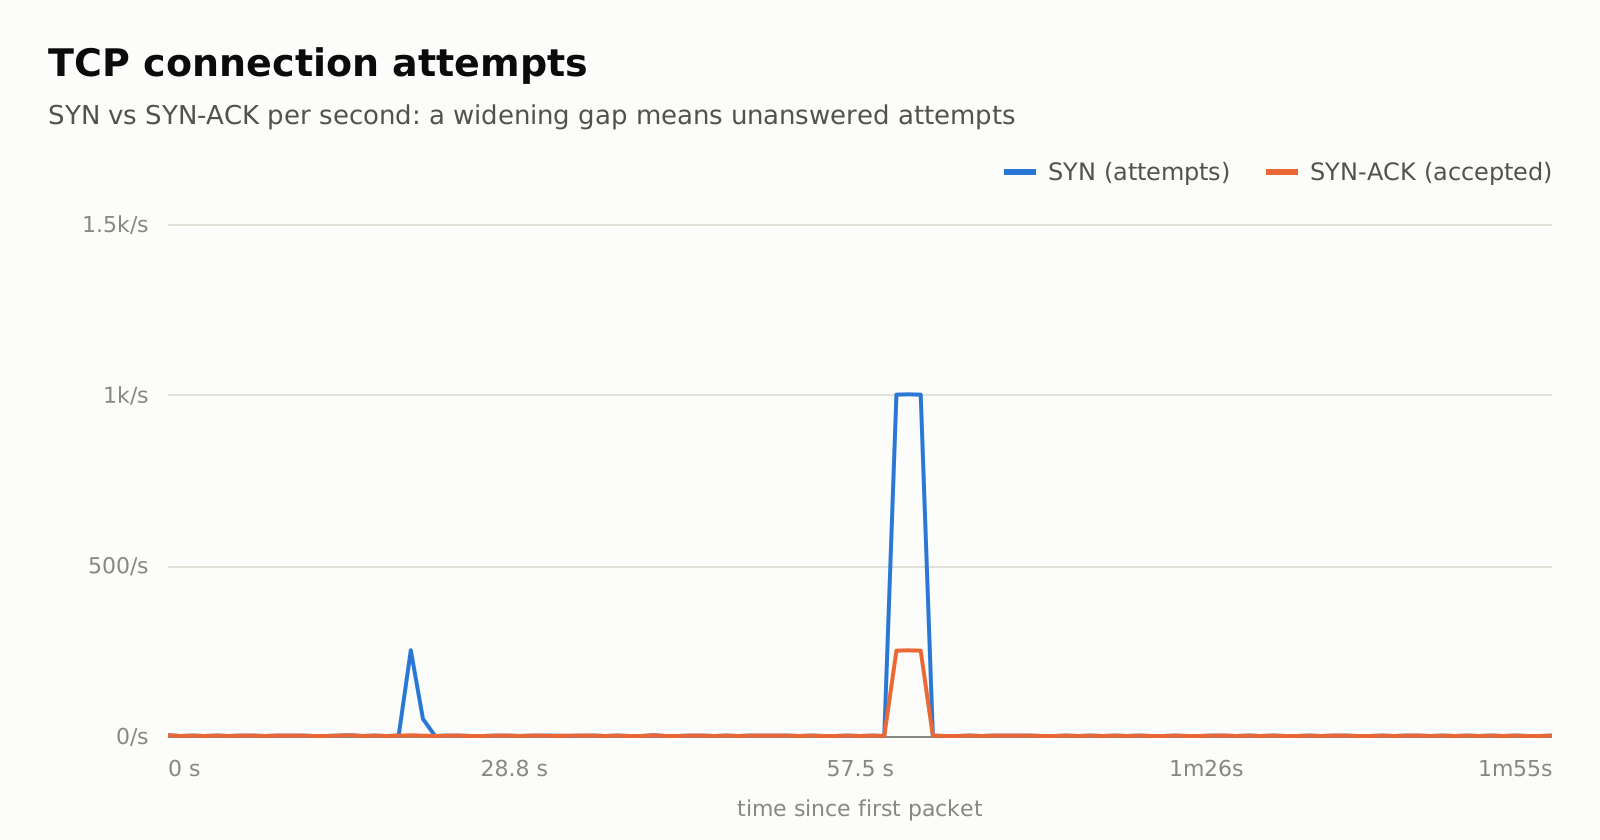 TCP connection attempts
SYN vs SYN-ACK per second: a widening gap means unanswered attempts
SYN (attempts) SYN-ACK (accepted)
1.5k/s
1k/s
500/s
0/s
0 s 28.8 s 57.5 s 1m26s 1m55s
time since first packet